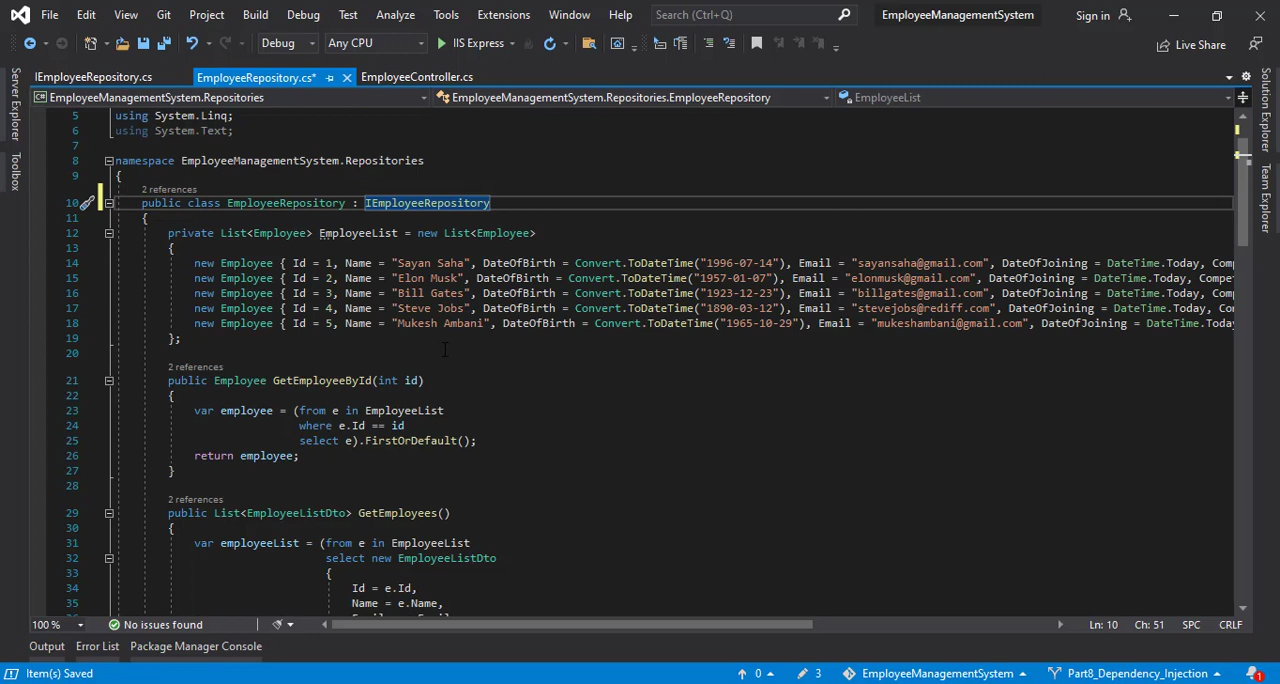 File Edit View Git Project Build Debug Test Analyze Tools Extensions Window Help Search (Ctrl+Q) EmployeeManagementSystem Sign in
Debug Any CPU IIS Express Live Share
IEmployeeRepository.cs EmployeeRepository.cs* EmployeeController.cs
EmployeeManagementSystem.Repositories EmployeeManagementSystem.Repositories.EmployeeRepository EmployeeList
Server Explorer
Toolbox
5 using System.Linq;
6 using System.Text;
7
8 namespace EmployeeManagementSystem.Repositories
9 {
2 references
10 public class EmployeeRepository : IEmployeeRepository
11 {
12 private List<Employee> EmployeeList = new List<Employee>
13 {
14 new Employee { Id = 1, Name = "Sayan Saha", DateOfBirth = Convert.ToDateTime("1996-07-14"), Email = "sayansaha@gmail.com", DateOfJoining = DateTime.Today, Compe
15 new Employee { Id = 2, Name = "Elon Musk", DateOfBirth = Convert.ToDateTime("1957-01-07"), Email = "elonmusk@gmail.com", DateOfJoining = DateTime.Today, Compet
16 new Employee { Id = 3, Name = "Bill Gates", DateOfBirth = Convert.ToDateTime("1923-12-23"), Email = "billgates@gmail.com", DateOfJoining = DateTime.Today, Compe
17 new Employee { Id = 4, Name = "Steve Jobs", DateOfBirth = Convert.ToDateTime("1890-03-12"), Email = "stevejobs@rediff.com", DateOfJoining = DateTime.Today, Comp
18 new Employee { Id = 5, Name = "Mukesh Ambani", DateOfBirth = Convert.ToDateTime("1965-10-29"), Email = "mukeshambani@gmail.com", DateOfJoining = DateTime.Today
19 };
20
2 references
21 public Employee GetEmployeeById(int id)
22 {
23 var employee = (from e in EmployeeList
24 where e.Id == id
25 select e).FirstOrDefault();
26 return employee;
27 }
28
2 references
29 public List<EmployeeListDto> GetEmployees()
30 {
31 var employeeList = (from e in EmployeeList
32 select new EmployeeListDto
33 {
34 Id = e.Id,
35 Name = e.Name,
Solution Explorer
Team Explorer
100 % No issues found Ln: 10 Ch: 51 SPC CRLF
Output Error List Package Manager Console
Item(s) Saved 0 3 EmployeeManagementSystem Part8_Dependency_Injection 1